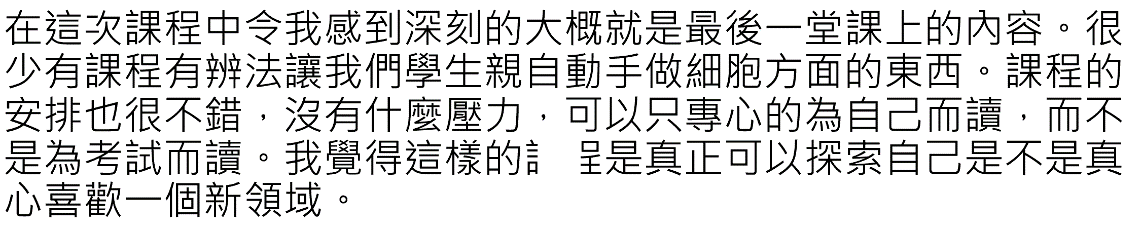 在這次課程中令我感到深刻的大概就是最後一堂課上的內容。很
少有課程有辨法讓我們學生親自動手做細胞方面的東西。課程的
安排也很不錯，沒有什麼壓力，可以只專心的為自己而讀，而不
是為考試而讀。我覺得這樣的 是真正可以探索自己是不是真
心喜歡一個新領域。